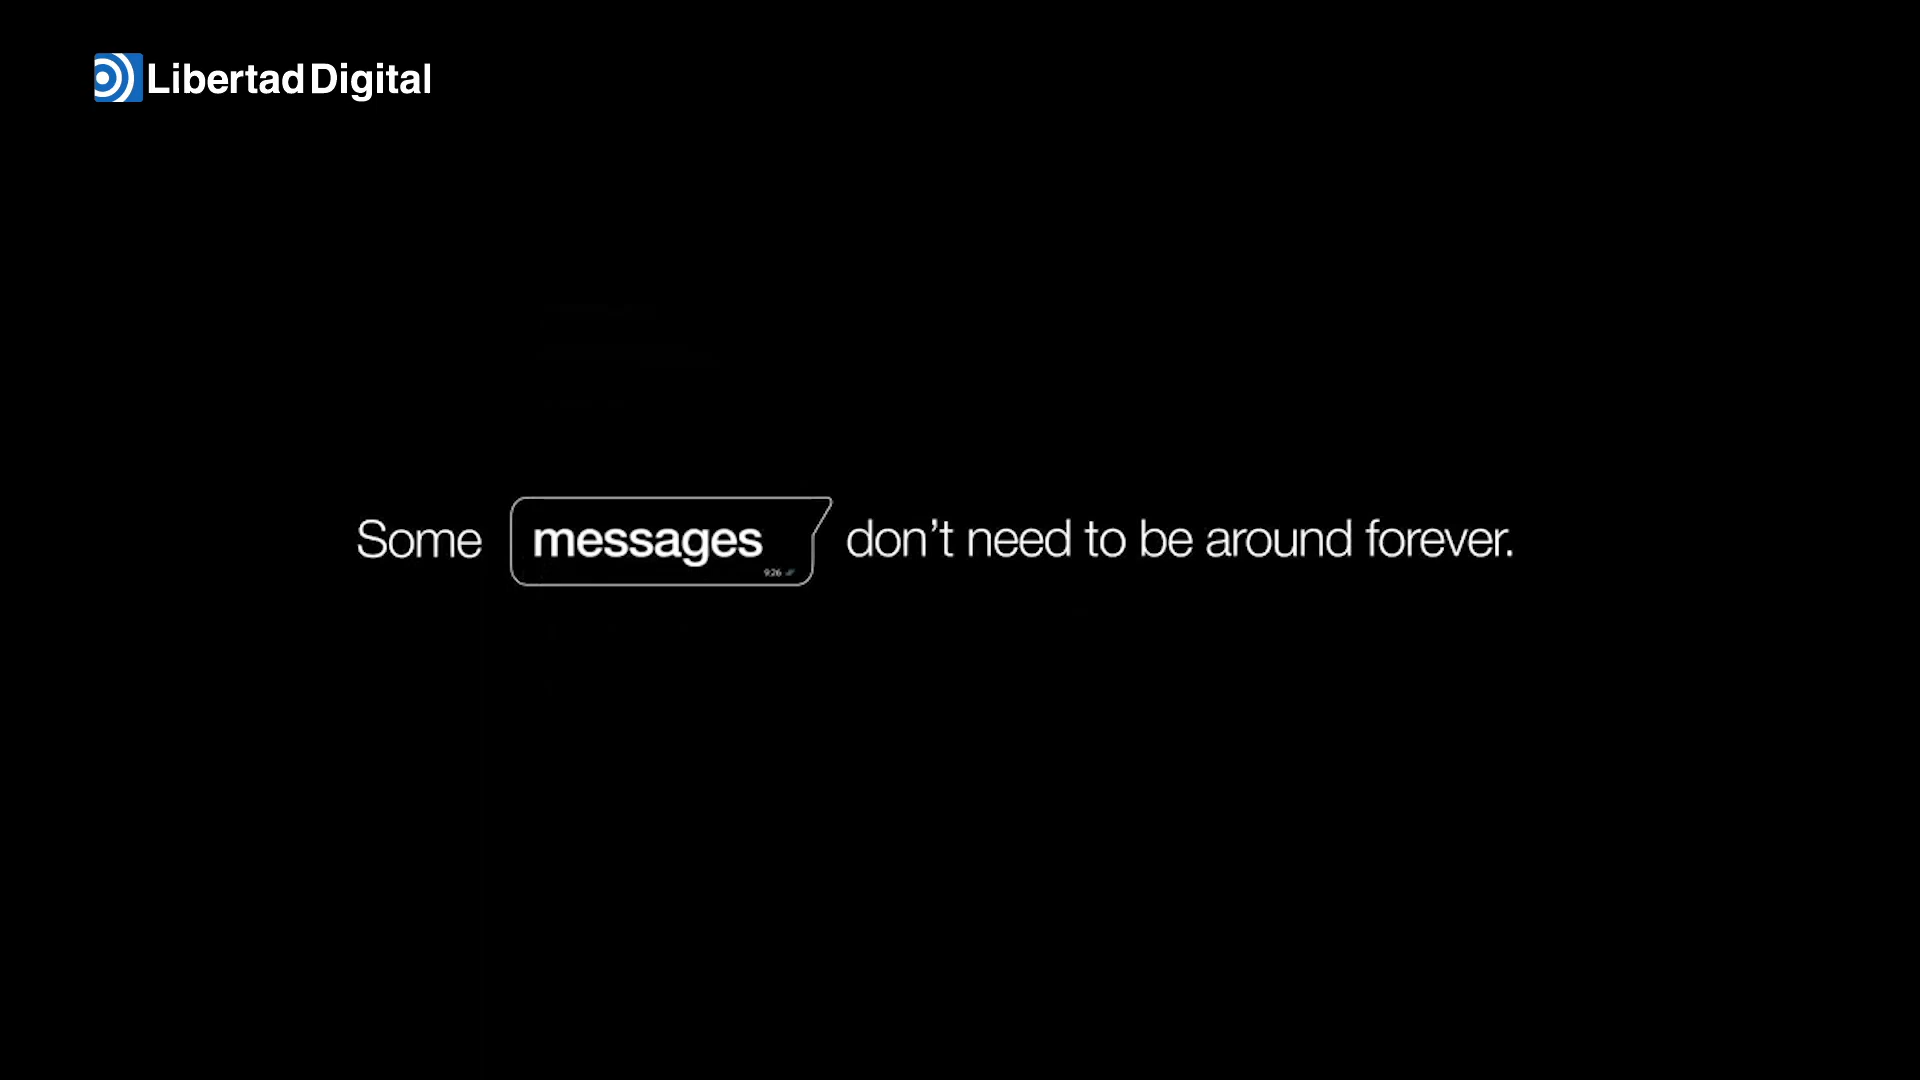 Libertad Digital
Some messages don’t need to be around forever.
9:26